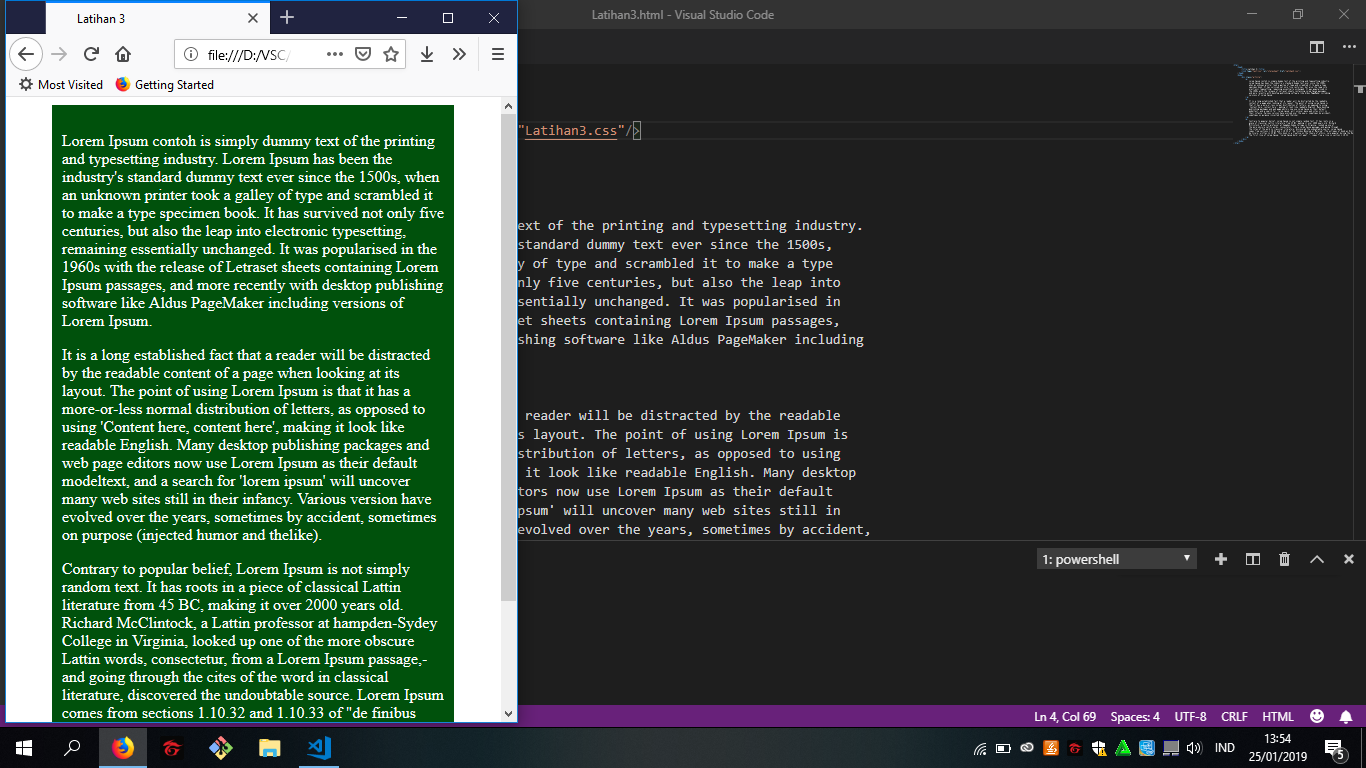 Latihan 3
Latihan3.html - Visual Studio Code
file:///D:/VSC/
Most Visited
Getting Started
Lorem Ipsum contoh is simply dummy text of the printing
and typesetting industry. Lorem Ipsum has been the
industry's standard dummy text ever since the 1500s, when
an unknown printer took a galley of type and scrambled it
to make a type specimen book. It has survived not only five
centuries, but also the leap into electronic typesetting,
remaining essentially unchanged. It was popularised in the
1960s with the release of Letraset sheets containing Lorem
Ipsum passages, and more recently with desktop publishing
software like Aldus PageMaker including versions of
Lorem Ipsum.
It is a long established fact that a reader will be distracted
by the readable content of a page when looking at its
layout. The point of using Lorem Ipsum is that it has a
more-or-less normal distribution of letters, as opposed to
using 'Content here, content here', making it look like
readable English. Many desktop publishing packages and
web page editors now use Lorem Ipsum as their default
modeltext, and a search for 'lorem ipsum' will uncover
many web sites still in their infancy. Various version have
evolved over the years, sometimes by accident, sometimes
on purpose (injected humor and thelike).
Contrary to popular belief, Lorem Ipsum is not simply
random text. It has roots in a piece of classical Lattin
literature from 45 BC, making it over 2000 years old.
Richard McClintock, a Lattin professor at hampden-Sydey
College in Virginia, looked up one of the more obscure
Lattin words, consectetur, from a Lorem Ipsum passage,-
and going through the cites of the word in classical
literature, discovered the undoubtable source. Lorem Ipsum
comes from sections 1.10.32 and 1.10.33 of "de finibus
"Latihan3.css"/>
ext of the printing and typesetting industry.
standard dummy text ever since the 1500s,
y of type and scrambled it to make a type
nly five centuries, but also the leap into
sentially unchanged. It was popularised in
et sheets containing Lorem Ipsum passages,
shing software like Aldus PageMaker including
reader will be distracted by the readable
s layout. The point of using Lorem Ipsum is
stribution of letters, as opposed to using
it look like readable English. Many desktop
tors now use Lorem Ipsum as their default
psum' will uncover many web sites still in
evolved over the years, sometimes by accident,
1: powershell
Ln 4, Col 69
Spaces: 4
UTF-8
CRLF
HTML
IND
13:54
25/01/2019
5